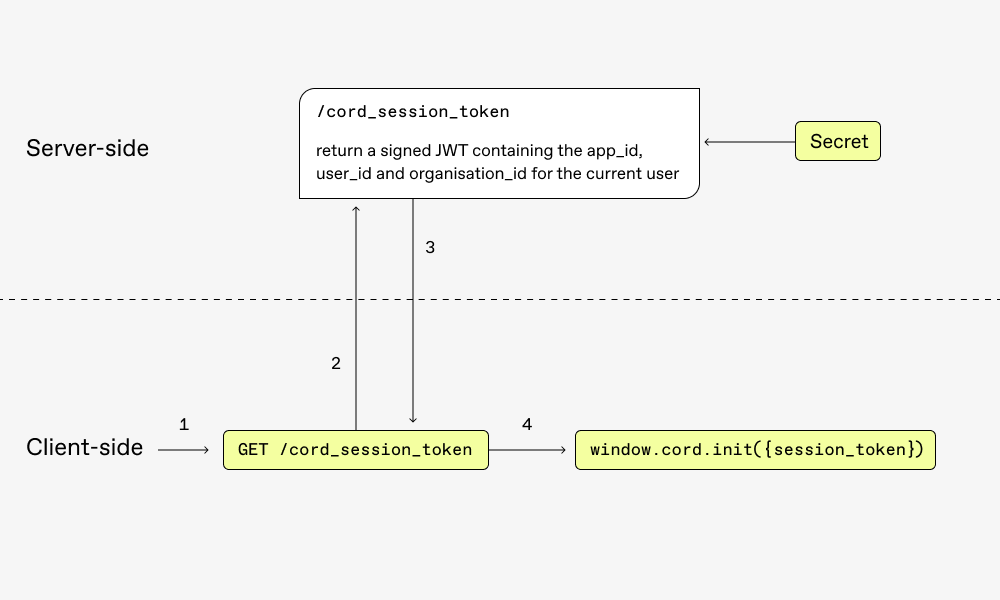 /cord_session_token
return a signed JWT containing the app_id,
user_id and organisation_id for the current user
Server-side
Secret
3
2
1
4
Client-side
GET /cord_session_token
window.cord.init({session_token})